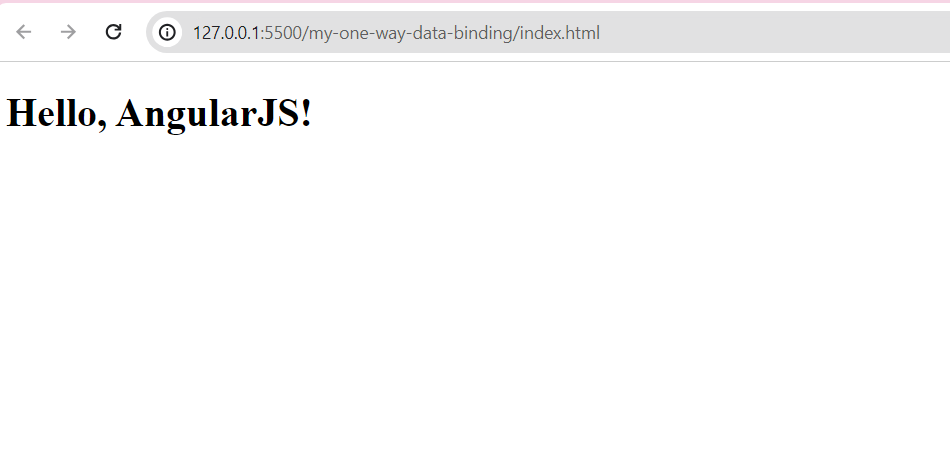 127.0.0.1:5500/my-one-way-data-binding/index.html
Hello, AngularJS!